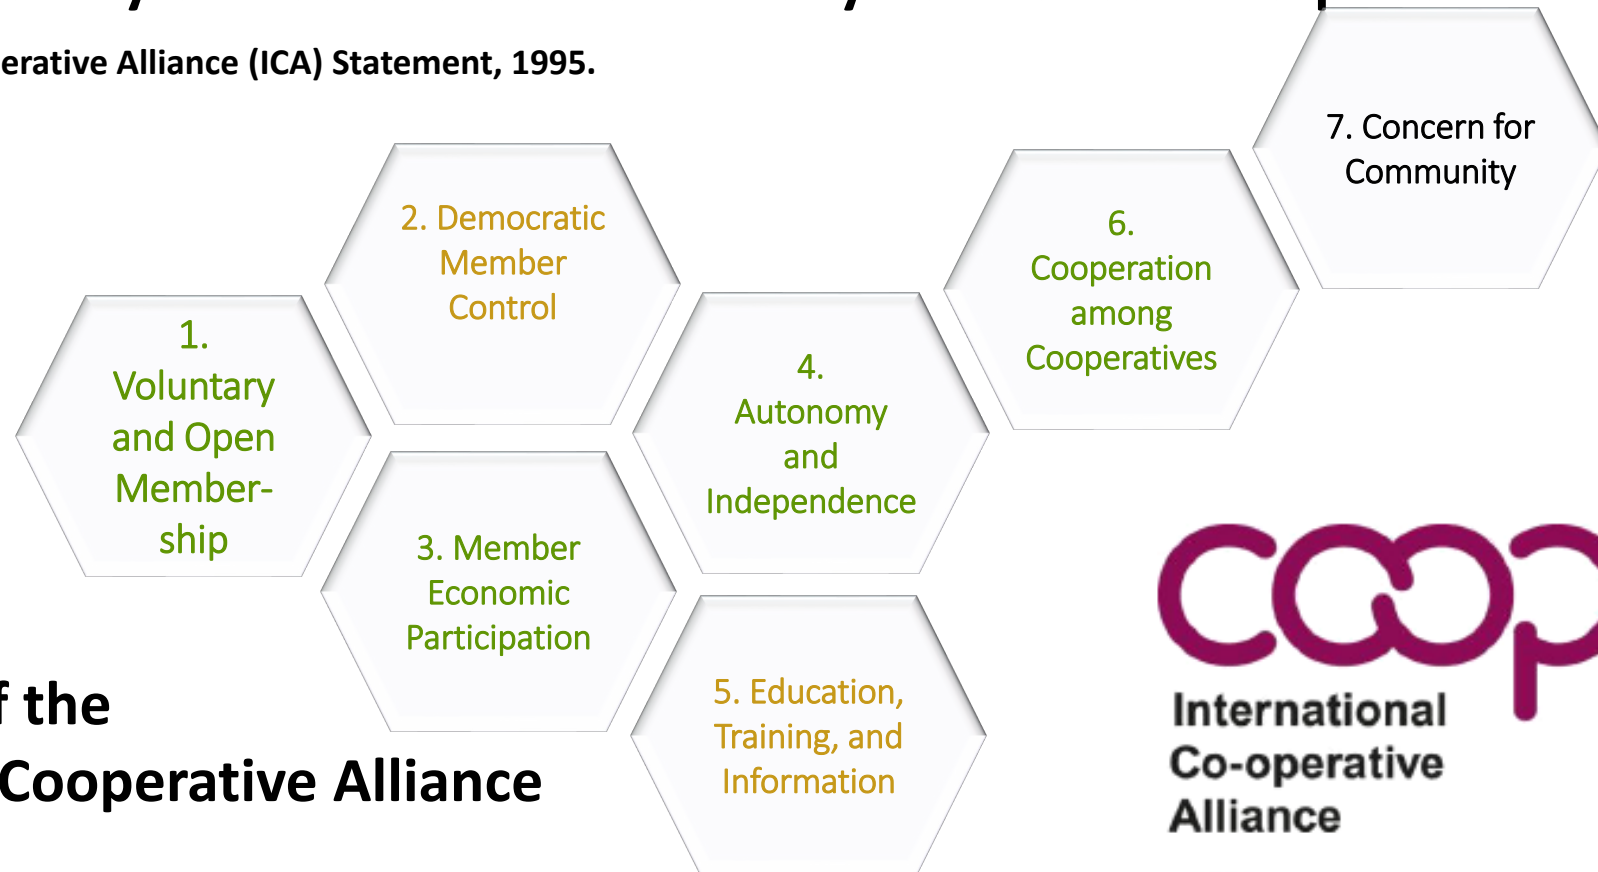 erative Alliance (ICA) Statement, 1995.
7. Concern for
Community
2. Democratic
Member
Control
6.
Cooperation
among
Cooperatives
1.
Voluntary
and Open
Member-
ship
4.
Autonomy
and
Independence
3. Member
Economic
Participation
5. Education,
Training, and
Information
f the
Cooperative Alliance
coop
International
Co-operative
Alliance